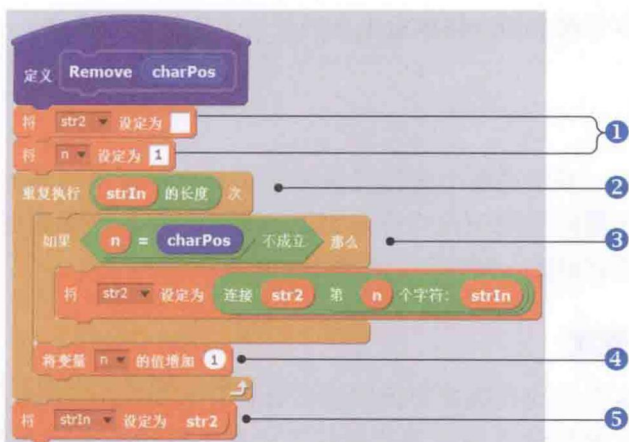 定义 Remove charPos
将 str2 设定为
将 n 设定为 1
1
重复执行 strIn 的长度 次
2
如果 n = charPos 不成立 那么
3
将 str2 设定为 连接 str2 第 n 个字符: strIn
将变量 n 的值增加 1
4
将 strIn 设定为 str2
5